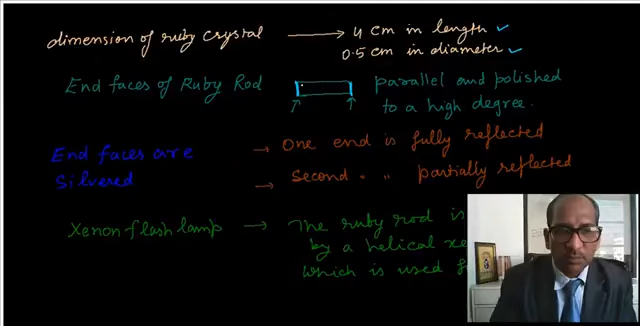 dimension of ruby crystal → 4 cm in length ✓
0.5 cm in diameter ✓
End faces of Ruby Rod parallel and polished
to a high degree.
End faces are → One end is fully reflected
Silvered → Second " " partially reflected
Xenon flash lamp → The ruby rod is
by a helical xe
which is used f